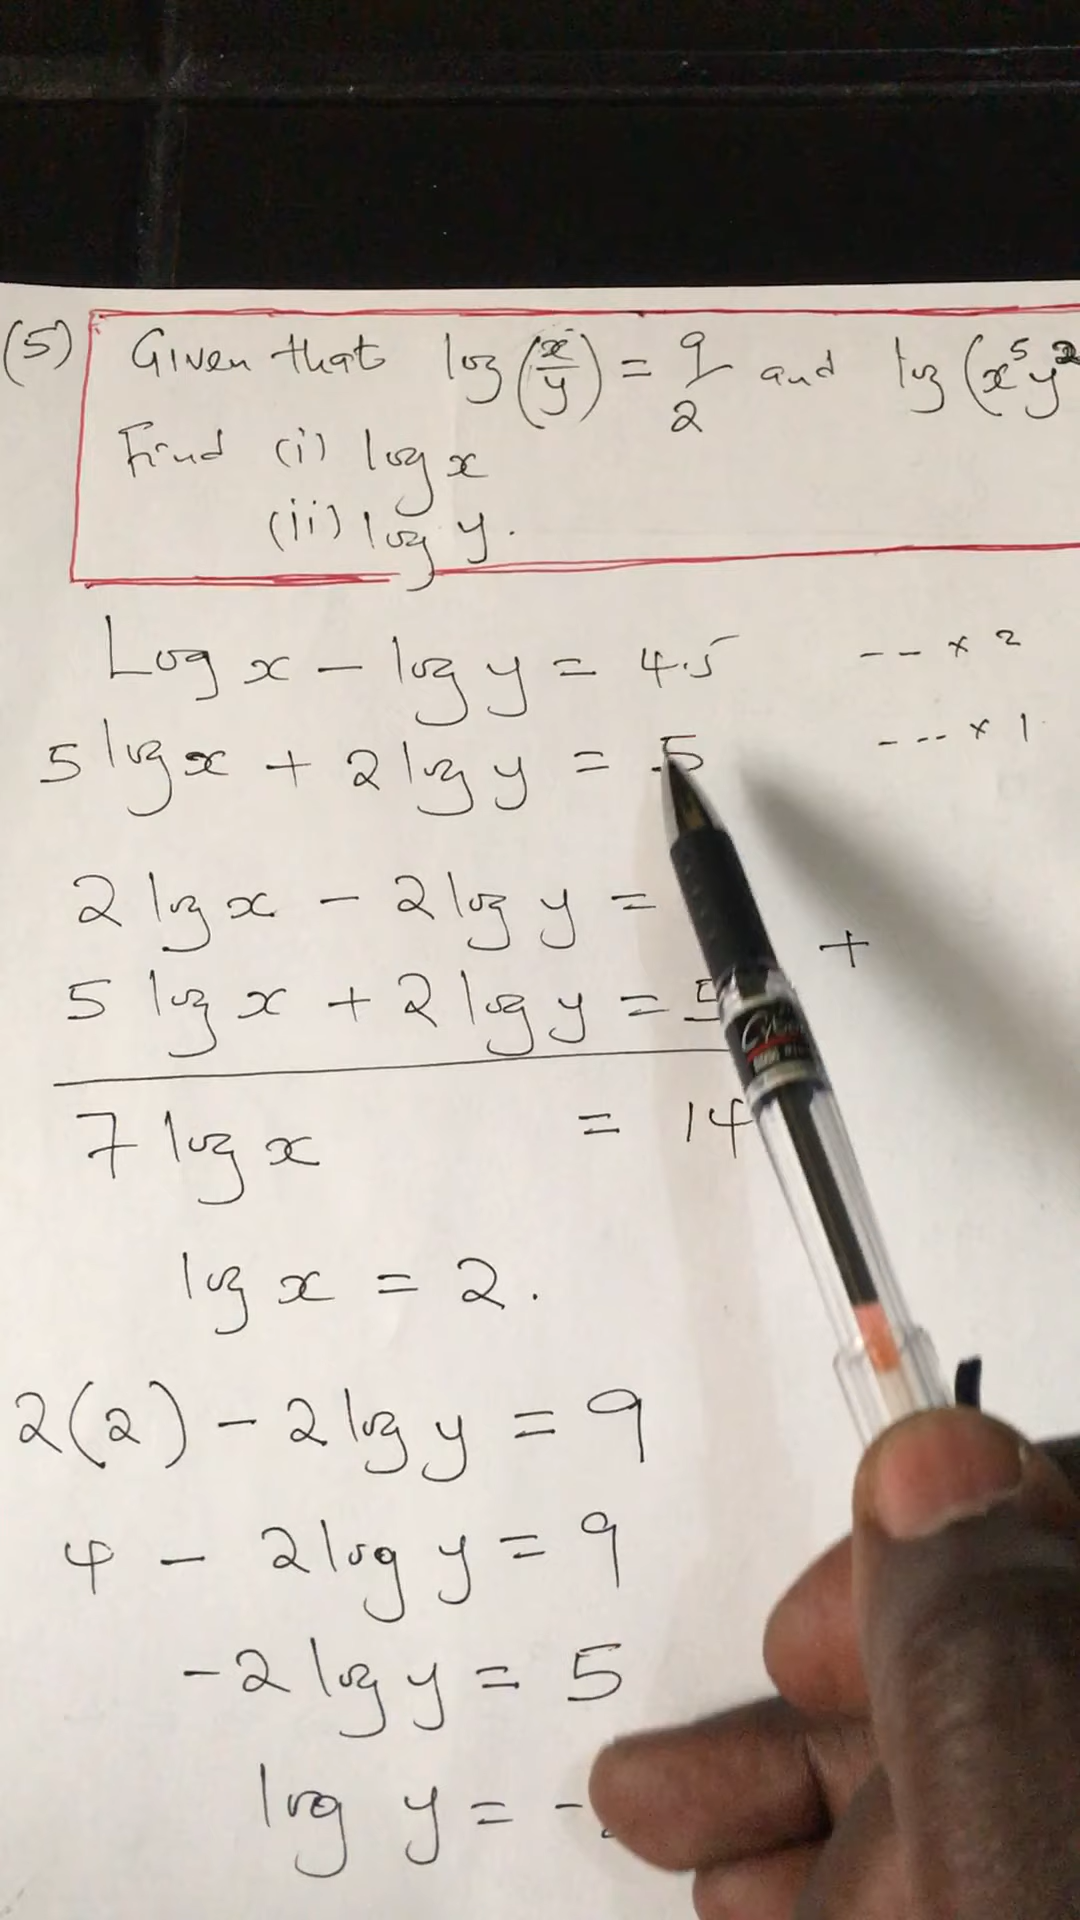 (5) Given that log(x/y) = 9/2 and log(x⁵y²
Find (i) log x
(ii) log y.
Log x - log y = 4.5 --- x 2
5 log x + 2 log y = 5 --- x 1
2 log x - 2 log y =
+
5 log x + 2 log y = 5
7 log x = 14
log x = 2.
2(2) - 2 log y = 9
4 - 2 log y = 9
-2 log y = 5
log y = -